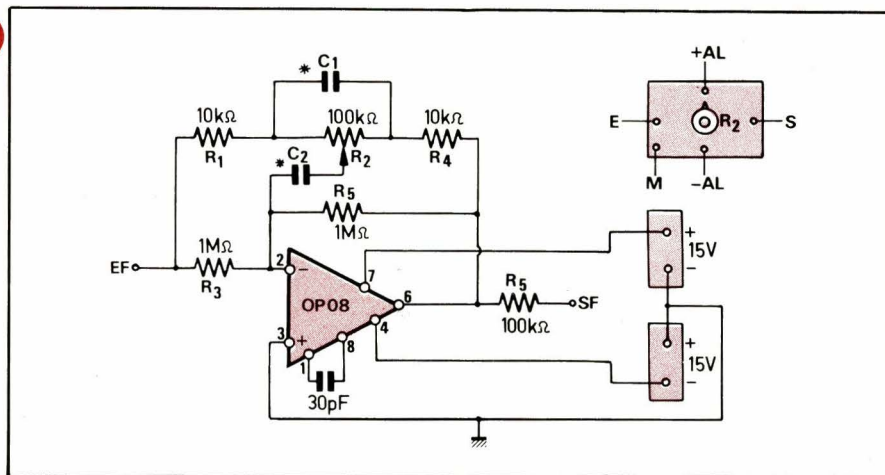 * C1
10kΩ
100kΩ
10kΩ
R1
R2
R4
* C2
R5
1MΩ
1MΩ
R3
EF
2
-
7
OP08
6
3
+
4
8
1
30pF
R5
100kΩ
SF
+AL
E
R2
S
M
-AL
+
15V
-
+
15V
-